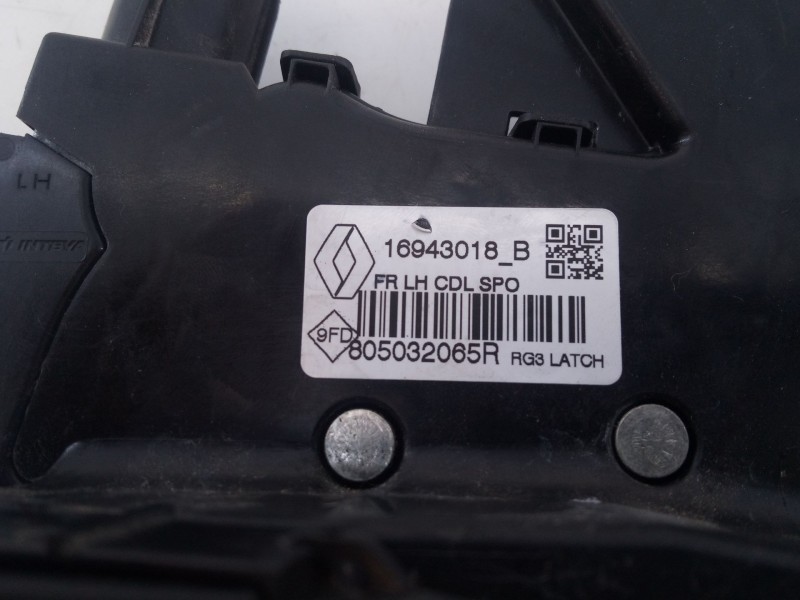 LH
INTEVA
16943018_B
FR LH CDL SPO
9FD
805032065R RG3 LATCH